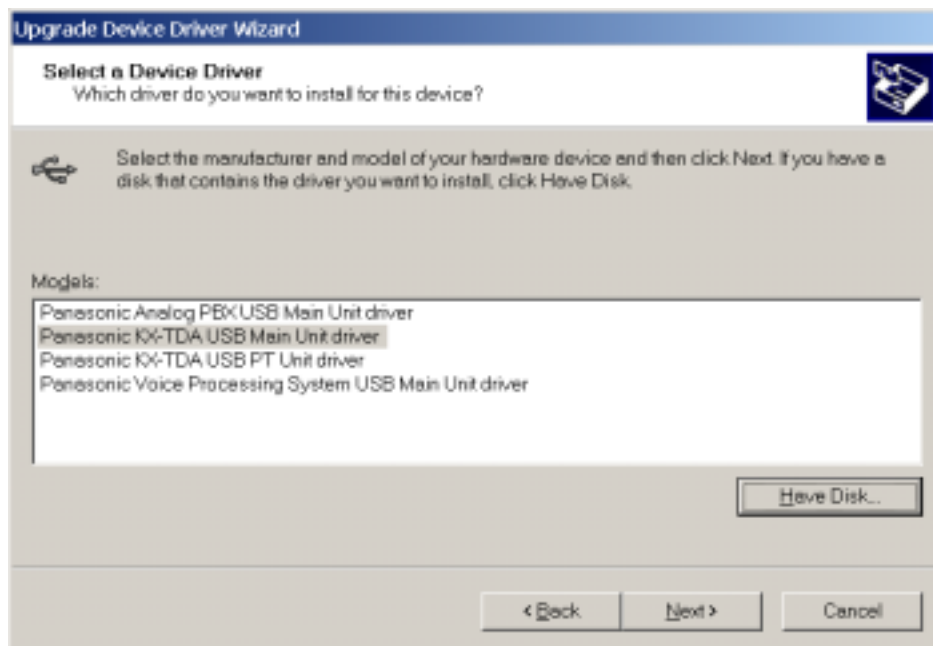 Upgrade Device Driver Wizard
Select a Device Driver
Which driver do you want to install for this device?
Select the manufacturer and model of your hardware device and then click Next. If you have a
disk that contains the driver you want to install, click Have Disk.
Models:
Panasonic Analog PBX USB Main Unit driver
Panasonic KX-TDA USB Main Unit driver
Panasonic KX-TDA USB PT Unit driver
Panasonic Voice Processing System USB Main Unit driver
Have Disk...
< Back Next > Cancel